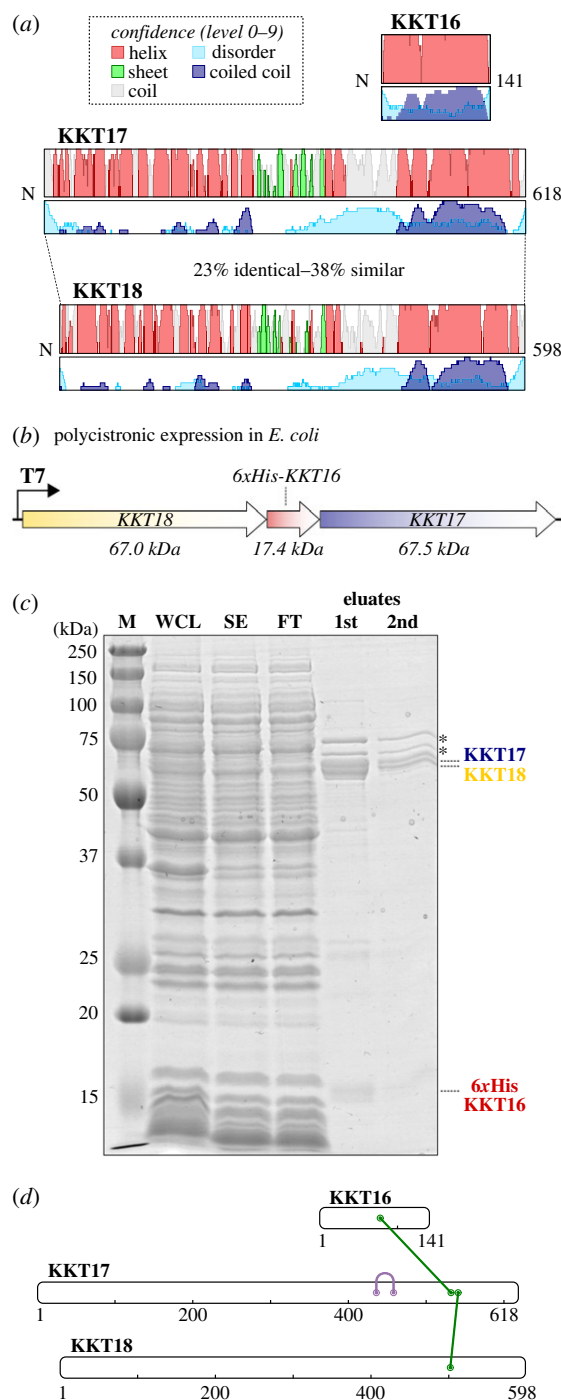 (a)
confidence (level 0–9)
helix
disorder
sheet
coiled coil
coil
KKT16
N
141
KKT17
N
618
23% identical–38% similar
KKT18
N
598
(b) polycistronic expression in E. coli
T7
6xHis-KKT16
KKT18
KKT17
67.0 kDa
17.4 kDa
67.5 kDa
(c)
eluates
(kDa)
M WCL SE FT 1st 2nd
250
150
100
75
*
*
KKT17
KKT18
50
37
25
20
15
6xHis
KKT16
(d)
KKT16
1
141
KKT17
1
200
400
618
KKT18
1
200
400
598